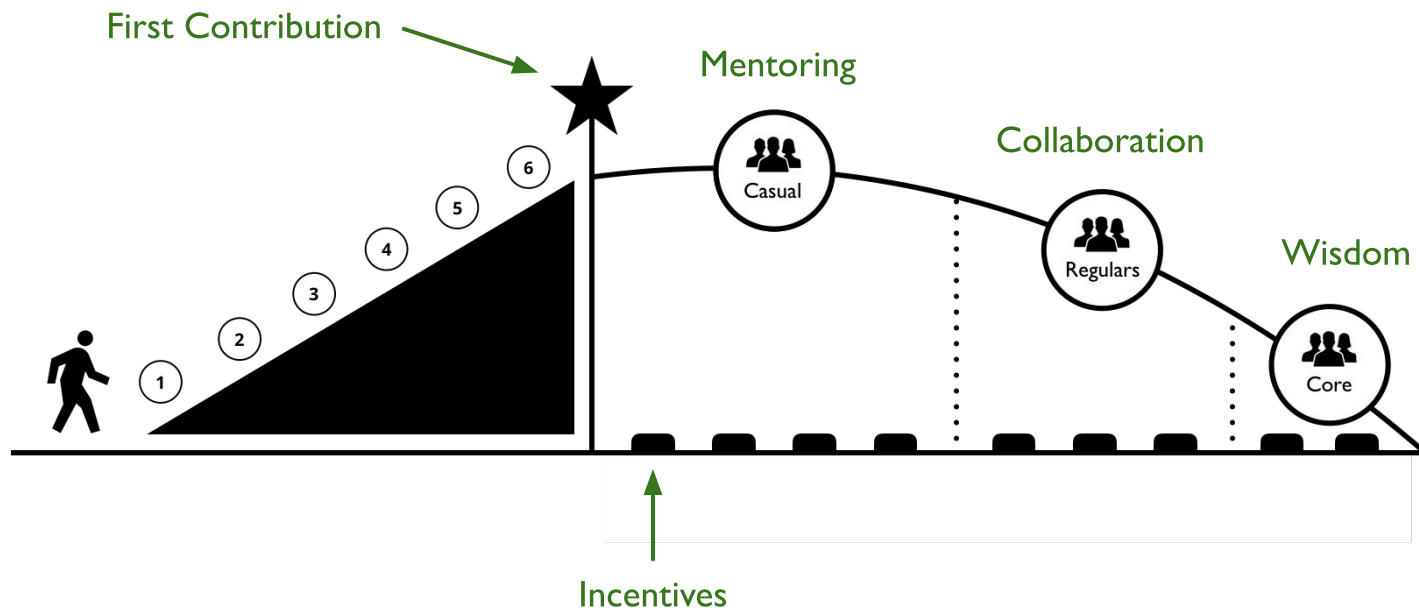 First Contribution
Mentoring
Collaboration
Wisdom
6
5
4
3
2
1
Casual
Regulars
Core
Incentives